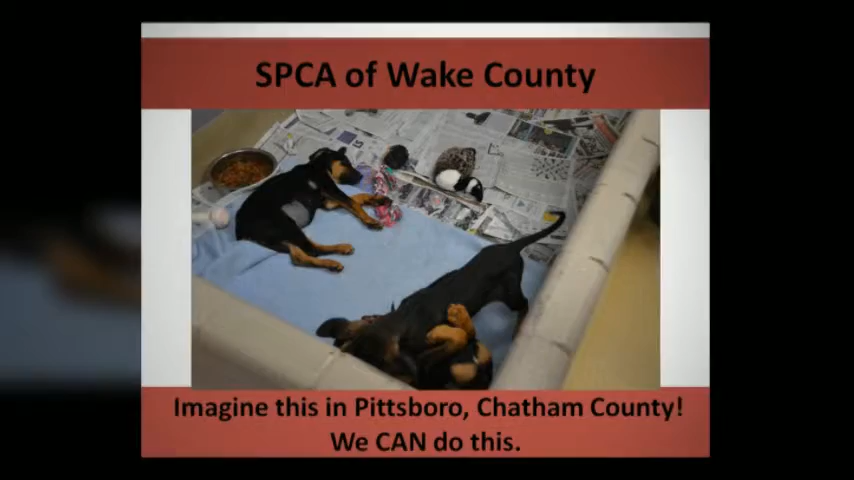 SPCA of Wake County
Imagine this in Pittsboro, Chatham County!
We CAN do this.